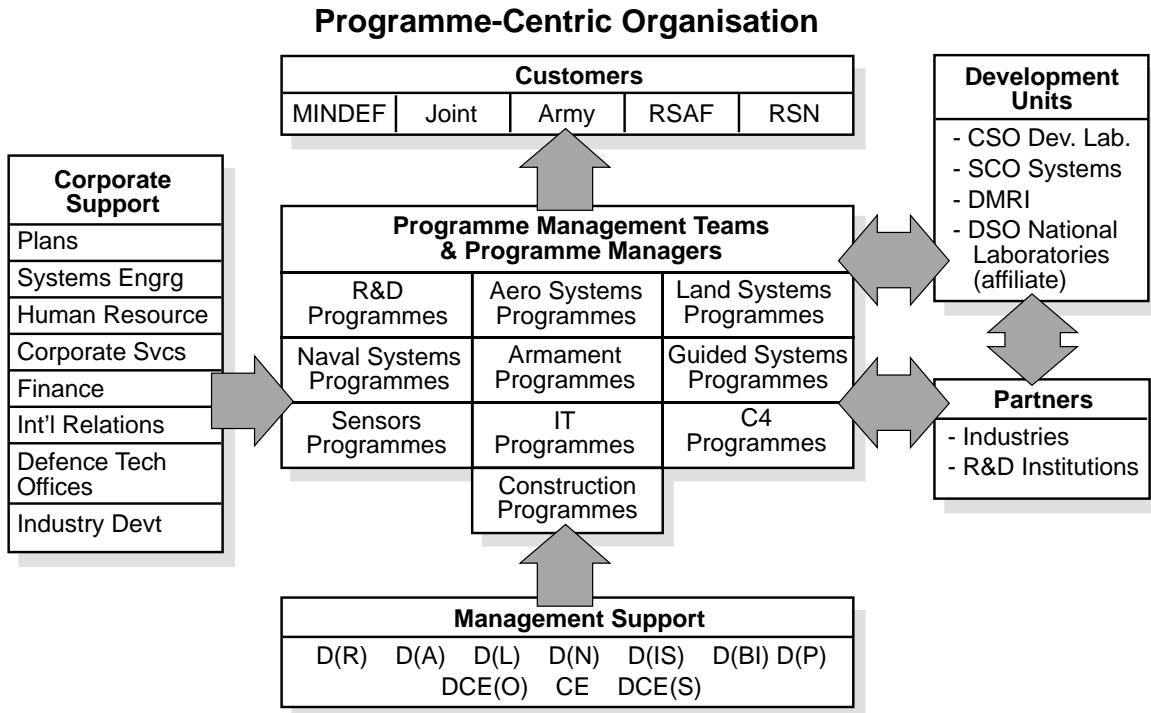 Programme-Centric Organisation
Customers
MINDEF Joint Army RSAF RSN
Development
Units
- CSO Dev. Lab.
- SCO Systems
- DMRI
- DSO National
Laboratories
(affiliate)
Corporate
Support
Plans
Systems Engrg
Human Resource
Corporate Svcs
Finance
Int'l Relations
Defence Tech
Offices
Industry Devt
Programme Management Teams
& Programme Managers
R&D
Programmes
Aero Systems
Programmes
Land Systems
Programmes
Naval Systems
Programmes
Armament
Programmes
Guided Systems
Programmes
Sensors
Programmes
IT
Programmes
C4
Programmes
Construction
Programmes
Partners
- Industries
- R&D Institutions
Management Support
D(R) D(A) D(L) D(N) D(IS) D(BI) D(P)
DCE(O) CE DCE(S)